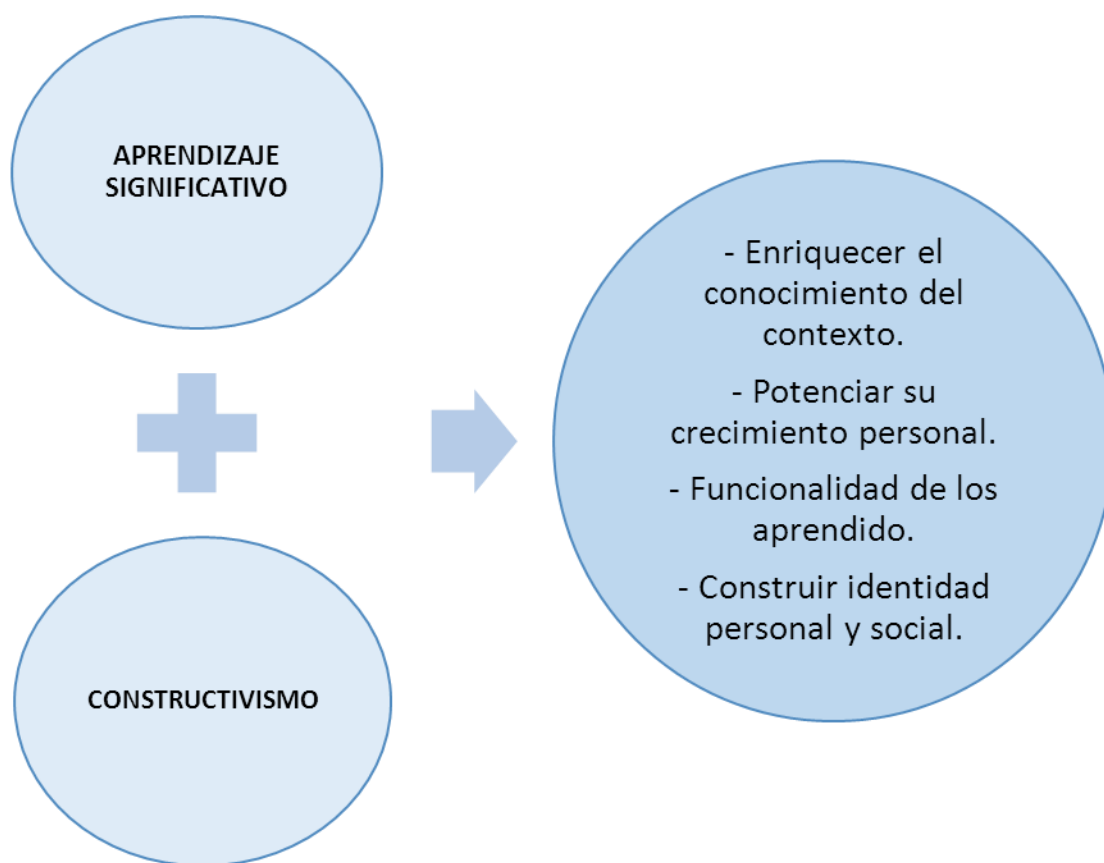 APRENDIZAJE
SIGNIFICATIVO
CONSTRUCTIVISMO
- Enriquecer el
conocimiento del
contexto.
- Potenciar su
crecimiento personal.
- Funcionalidad de los
aprendido.
- Construir identidad
personal y social.